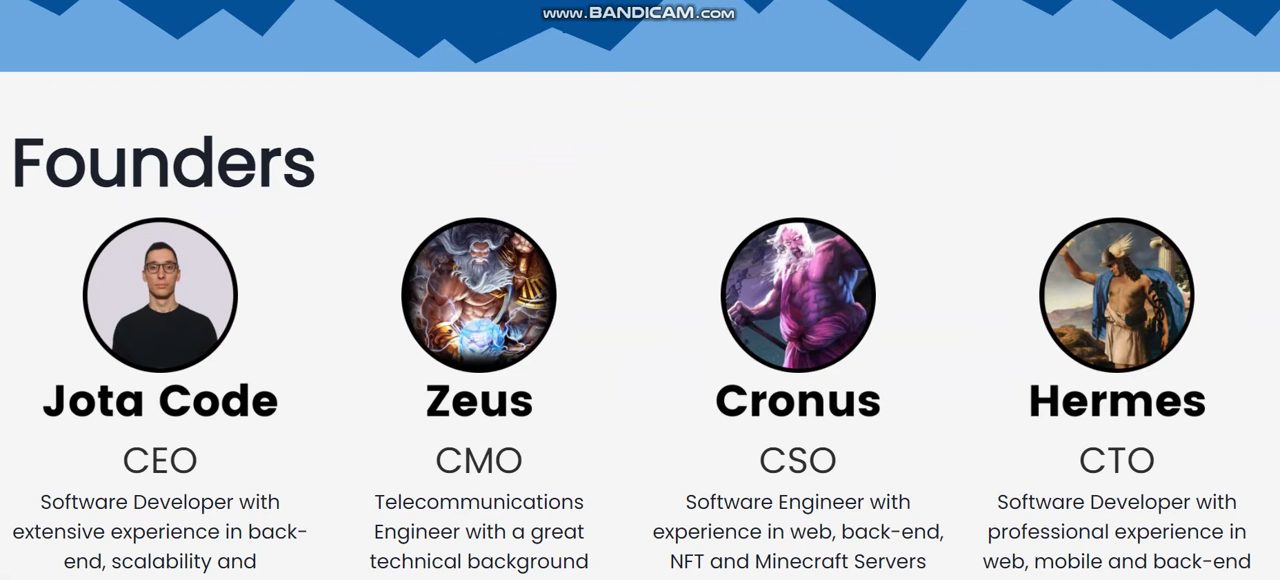 www.BANDICAM.com
Founders
Jota Code
CEO
Software Developer with
extensive experience in back-
end, scalability and
Zeus
CMO
Telecommunications
Engineer with a great
technical background
Cronus
CSO
Software Engineer with
experience in web, back-end,
NFT and Minecraft Servers
Hermes
CTO
Software Developer with
professional experience in
web, mobile and back-end